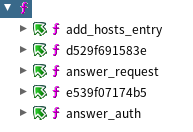 f
f add_hosts_entry
f d529f691583e
f answer_request
f e539f07174b5
f answer_auth